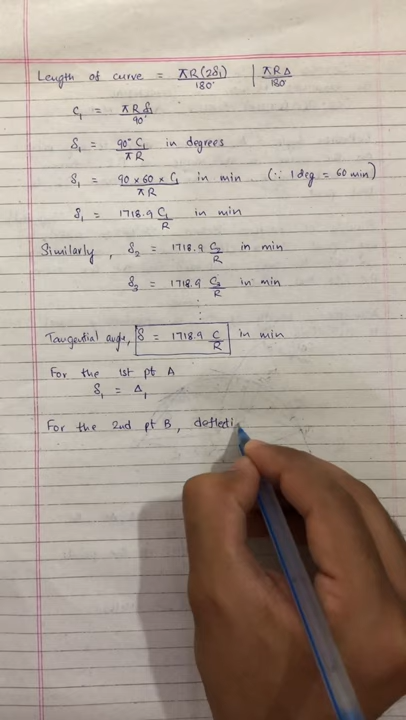 Length of curve = πR(2δ₁)/180° | πRΔ/180°
C₁ = πRδ₁/90°
δ₁ = 90° C₁/πR in degrees
δ₁ = 90 × 60 × C₁/πR in min (∵ 1 deg = 60 min)
δ₁ = 1718.9 C₁/R in min
Similarly, δ₂ = 1718.9 C₂/R in min
δ₃ = 1718.9 C₃/R in min
⋮
Tangential angle, δ = 1718.9 C/R in min
For the 1st pt A
δ₁ = Δ₁
For the 2nd pt B, deflecti